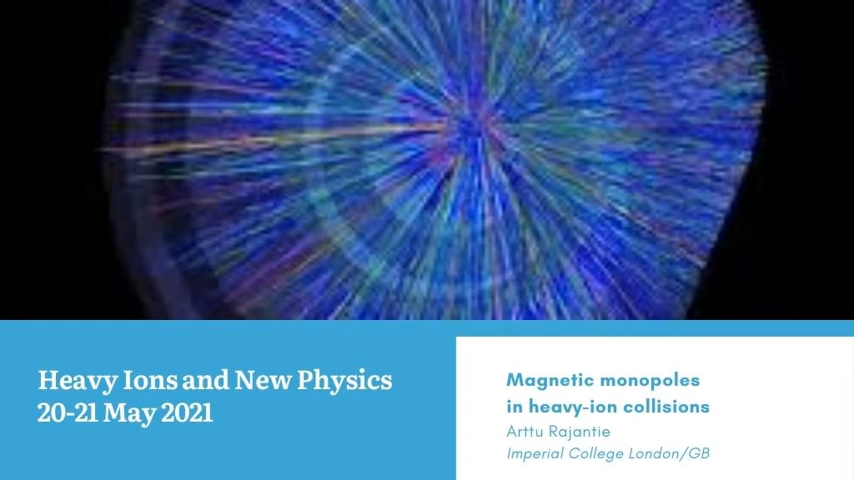 Heavy Ions and New Physics
20-21 May 2021
Magnetic monopoles
in heavy-ion collisions
Arttu Rajantie
Imperial College London/GB